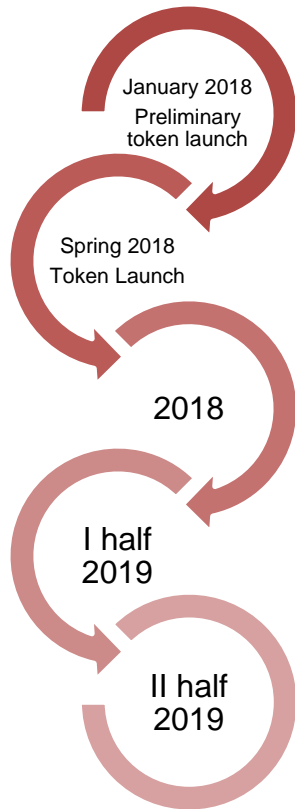 January 2018
Preliminary
token launch
Spring 2018
Token Launch
2018
I half
2019
II half
2019